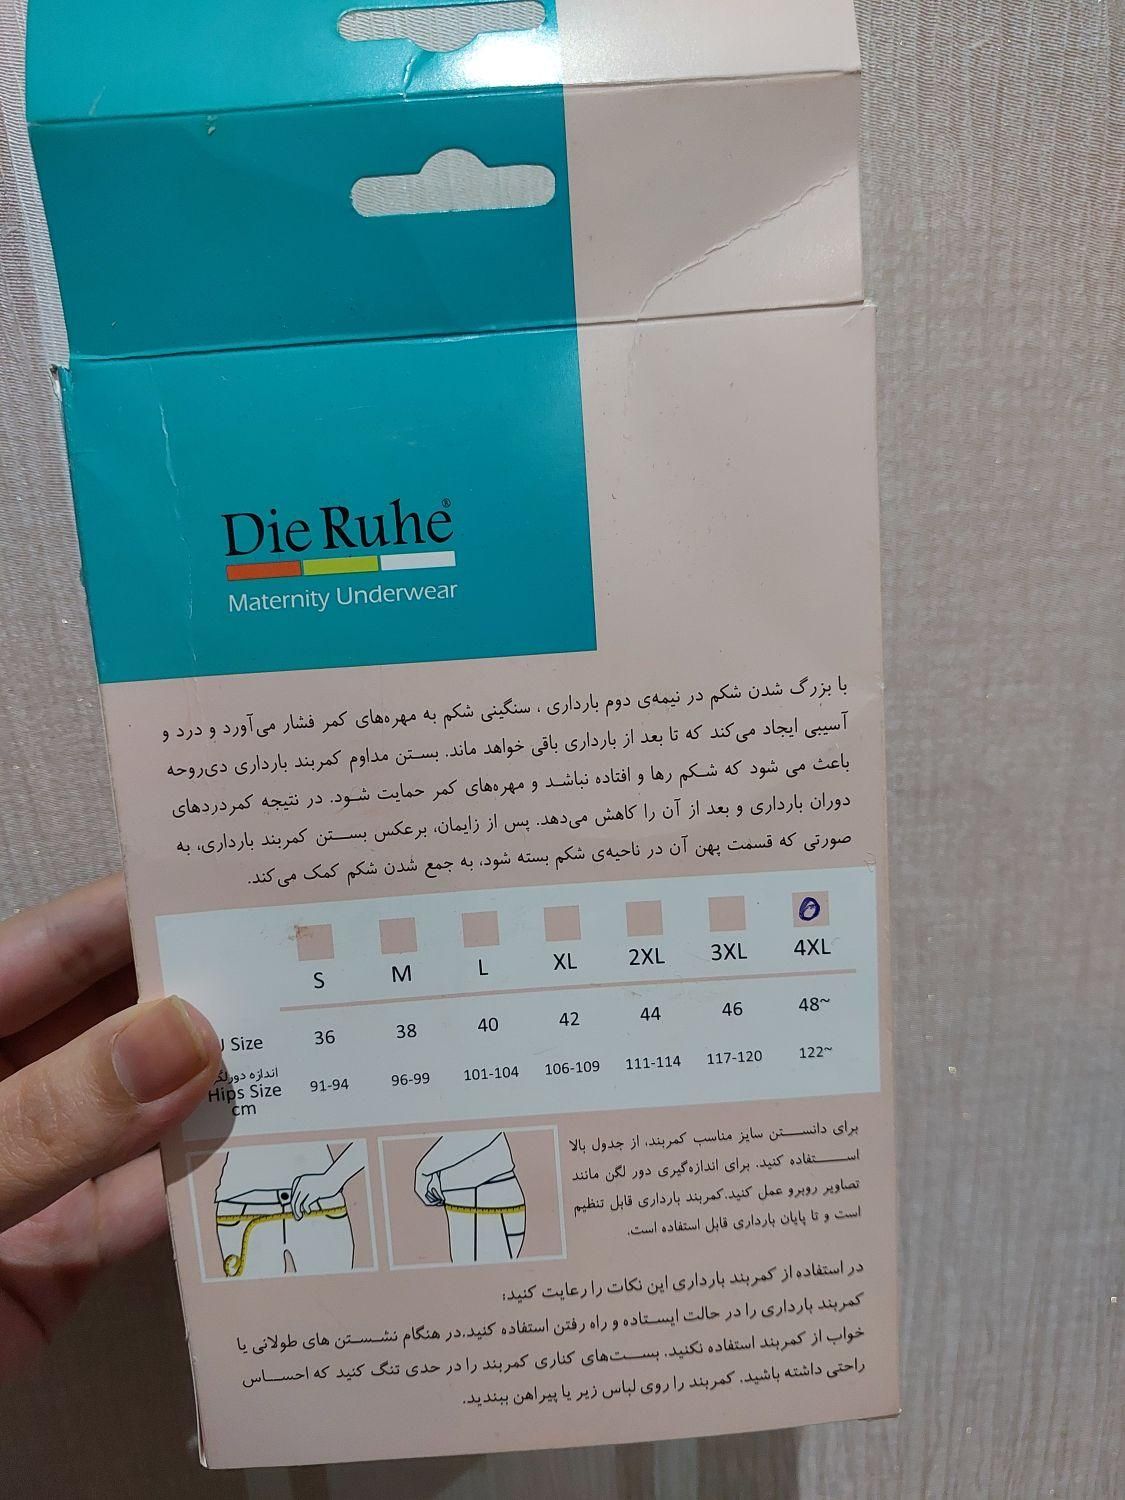 Die Ruhe®
Maternity Underwear
با بزرگ شدن شکم در نیمه‌ی دوم بارداری ، سنگینی شکم به مهره‌های کمر فشار می‌آورد و درد و
آسیبی ایجاد می‌کند که تا بعد از بارداری باقی خواهد ماند. بستن مداوم کمربند بارداری دی‌روحه
باعث می شود که شکم رها و افتاده نباشد و مهره‌های کمر حمایت شود. در نتیجه کمردردهای
دوران بارداری و بعد از آن را کاهش می‌دهد. پس از زایمان، برعکس بستن کمربند بارداری، به
صورتی که قسمت پهن آن در ناحیه‌ی شکم بسته شود، به جمع شدن شکم کمک می‌کند.
S M L XL 2XL 3XL 4XL
Size 36 38 40 42 44 46 48~
اندازه
Hips Size 91-94 96-99 101-104 106-109 111-114 117-120 122~
cm
برای دانستن سایز مناسب کمربند، از جدول بالا
استفاده کنید. برای اندازه‌گیری دور لگن مانند
تصاویر روبرو عمل کنید.کمربند بارداری قابل تنظیم
است و تا پایان بارداری قابل استفاده است.
در استفاده از کمربند بارداری این نکات را رعایت کنید:
کمربند بارداری را در حالت ایستاده و راه رفتن استفاده کنید.در هنگام نشستن های طولانی یا
خواب از کمربند استفاده نکنید. بست‌های کناری کمربند را در حدی تنگ کنید که احساس
راحتی داشته باشید. کمربند را روی لباس زیر یا پیراهن ببندید.